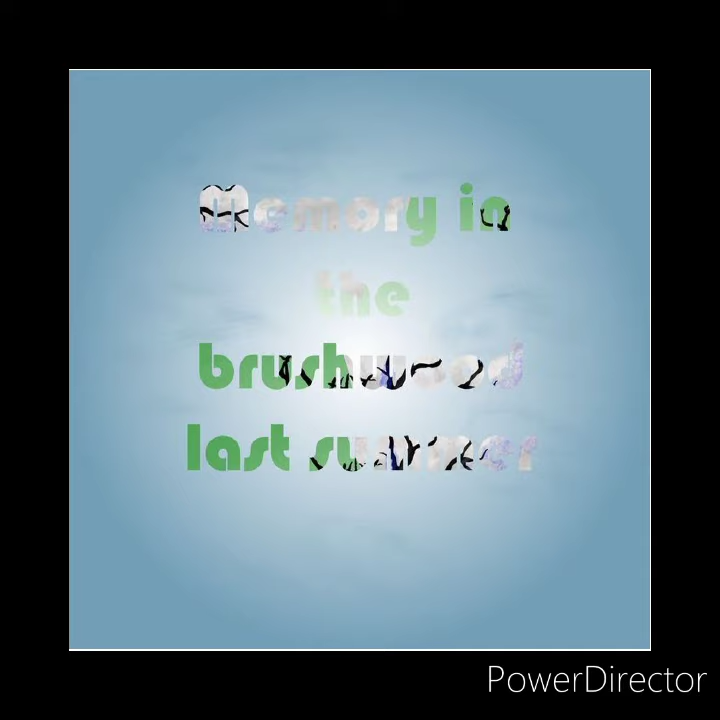 Memory in
the
brushwood
last summer
PowerDirector